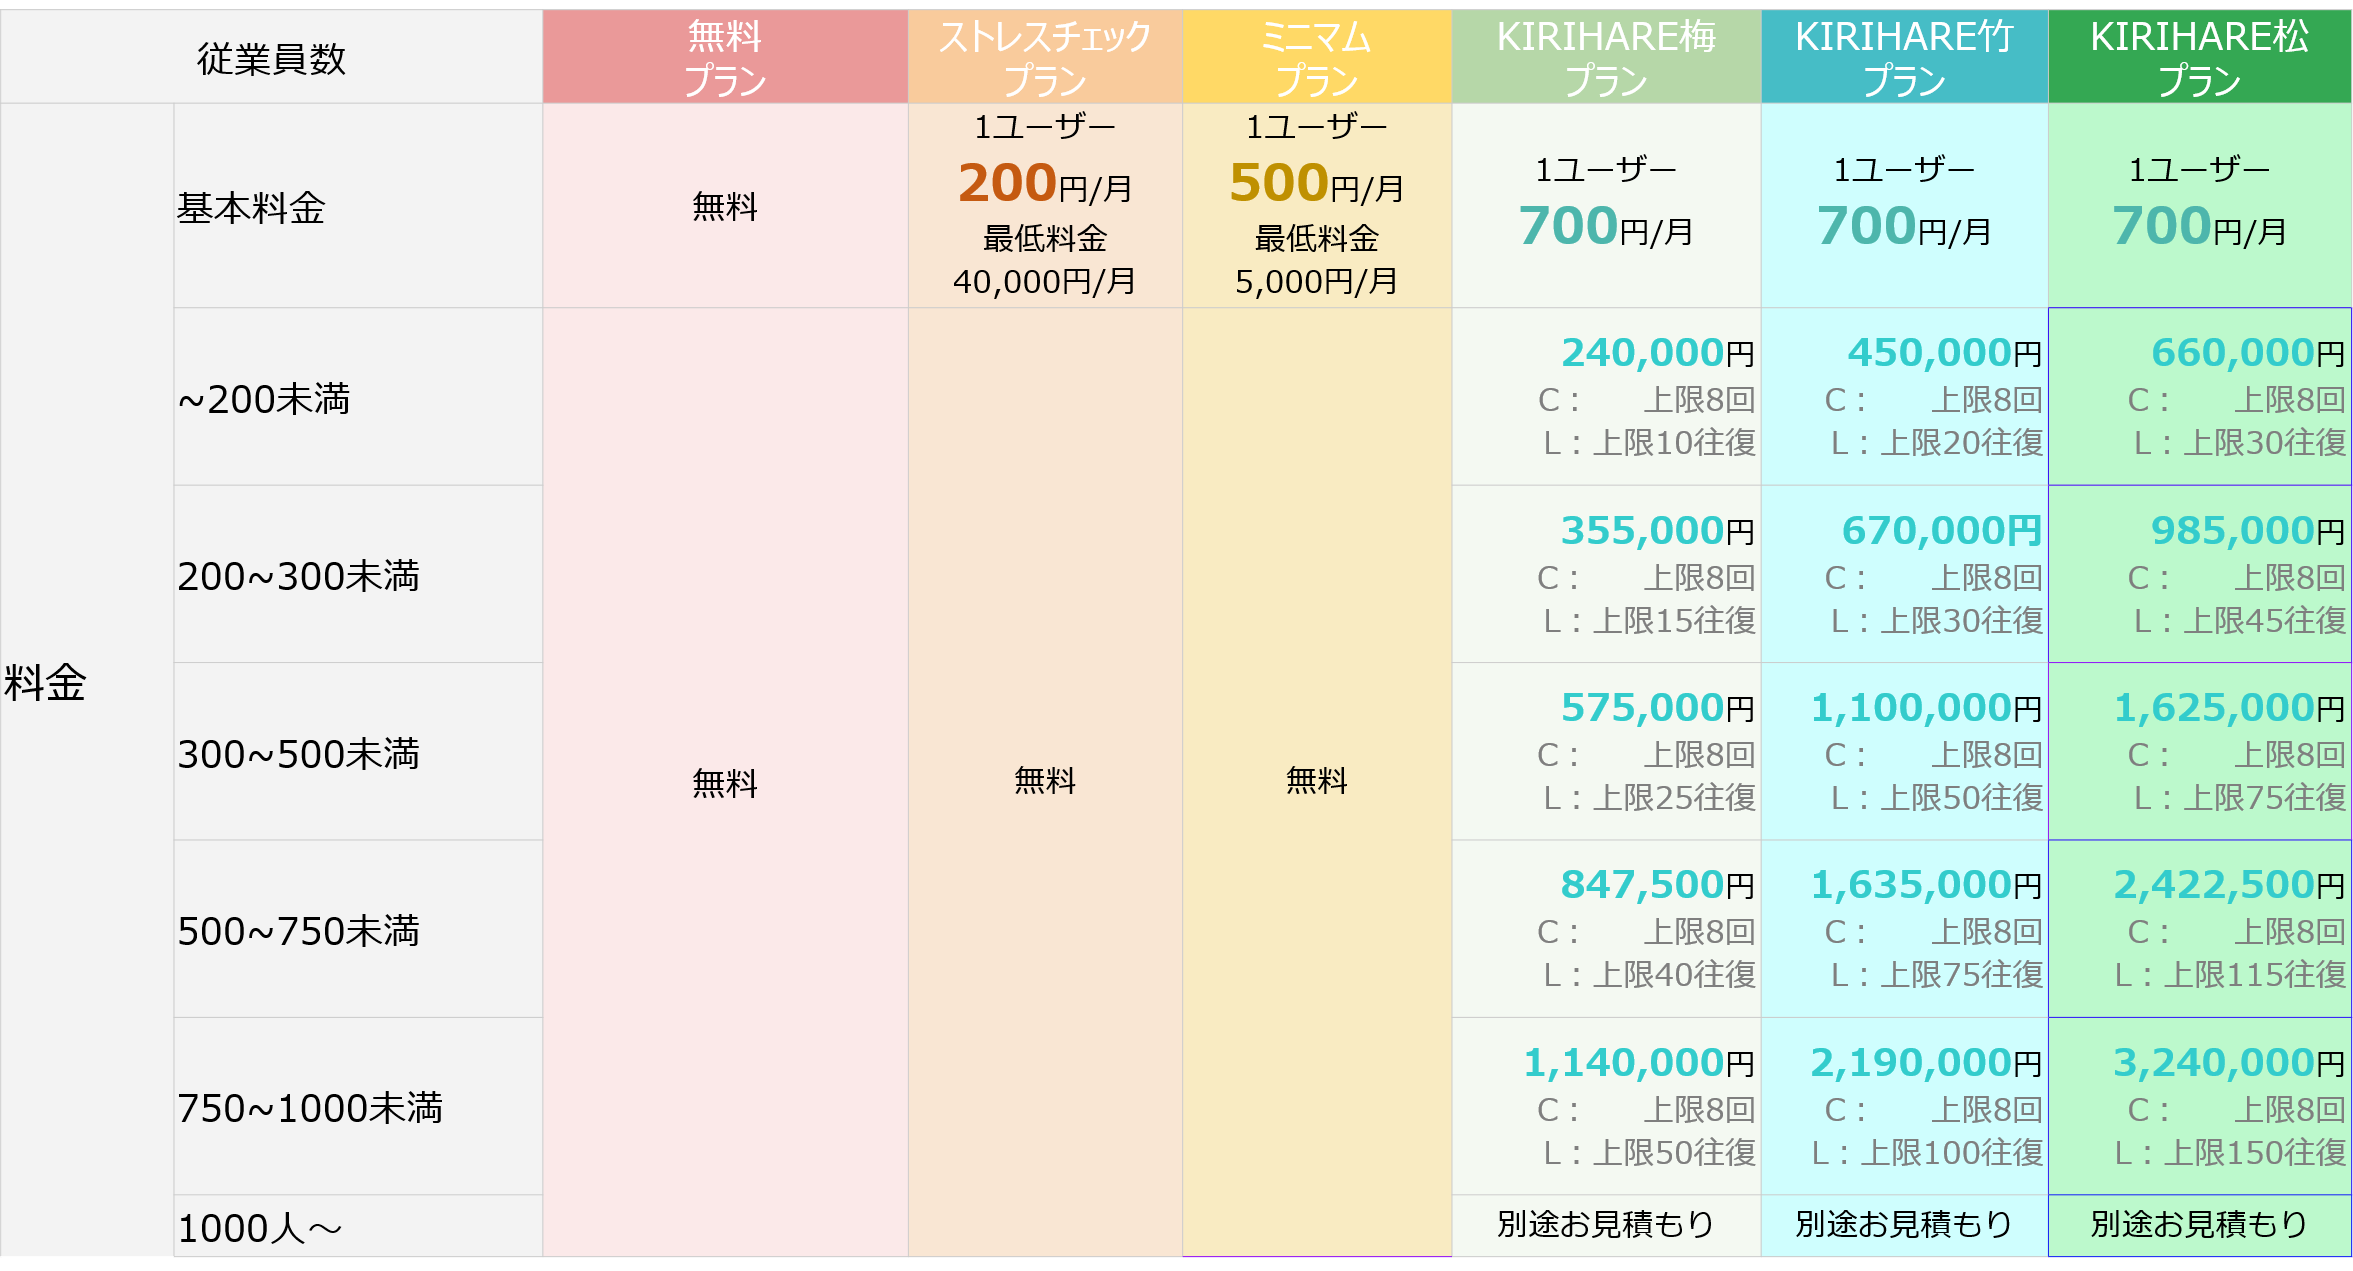 従業員数
無料
プラン
ストレスチェック
プラン
ミニマム
プラン
KIRIHARE梅
プラン
KIRIHARE竹
プラン
KIRIHARE松
プラン
料金
基本料金
無料
1ユーザー
200円/月
最低料金
40,000円/月
1ユーザー
500円/月
最低料金
5,000円/月
1ユーザー
700円/月
1ユーザー
700円/月
1ユーザー
700円/月
~200未満
240,000円
C： 上限8回
L：上限10往復
450,000円
C： 上限8回
L：上限20往復
660,000円
C： 上限8回
L：上限30往復
200~300未満
355,000円
C： 上限8回
L：上限15往復
670,000円
C： 上限8回
L：上限30往復
985,000円
C： 上限8回
L：上限45往復
300~500未満
無料
無料
無料
575,000円
C： 上限8回
L：上限25往復
1,100,000円
C： 上限8回
L：上限50往復
1,625,000円
C： 上限8回
L：上限75往復
500~750未満
847,500円
C： 上限8回
L：上限40往復
1,635,000円
C： 上限8回
L：上限75往復
2,422,500円
C： 上限8回
L：上限115往復
750~1000未満
1,140,000円
C： 上限8回
L：上限50往復
2,190,000円
C： 上限8回
L：上限100往復
3,240,000円
C： 上限8回
L：上限150往復
1000人～
別途お見積もり
別途お見積もり
別途お見積もり